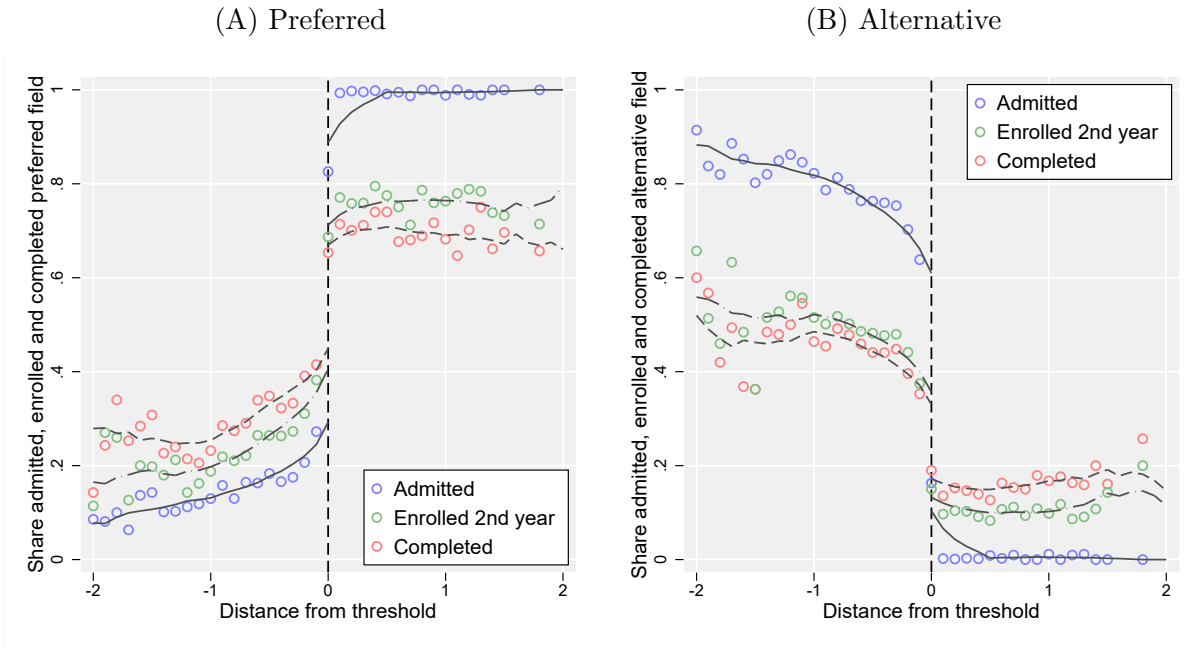 (A) Preferred
Share admitted, enrolled and completed preferred field
1
.8
.6
.4
.2
0
Admitted
Enrolled 2nd year
Completed
-2 -1 0 1 2
Distance from threshold
(B) Alternative
Share admitted, enrolled and completed alternative field
1
.8
.6
.4
.2
0
Admitted
Enrolled 2nd year
Completed
-2 -1 0 1 2
Distance from threshold